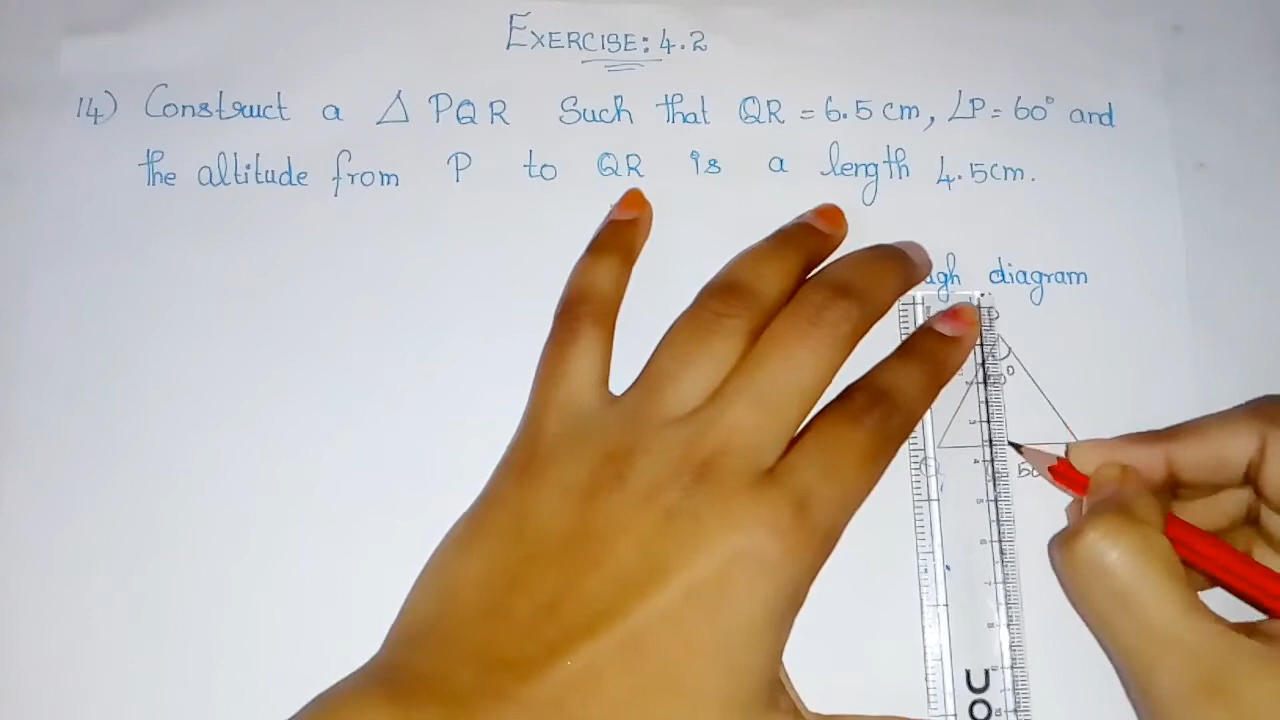 EXERCISE: 4.2
14) Construct a △ PQR Such that QR = 6.5 cm, ∠P = 60° and
the altitude from P to QR is a length 4.5cm.
diagram